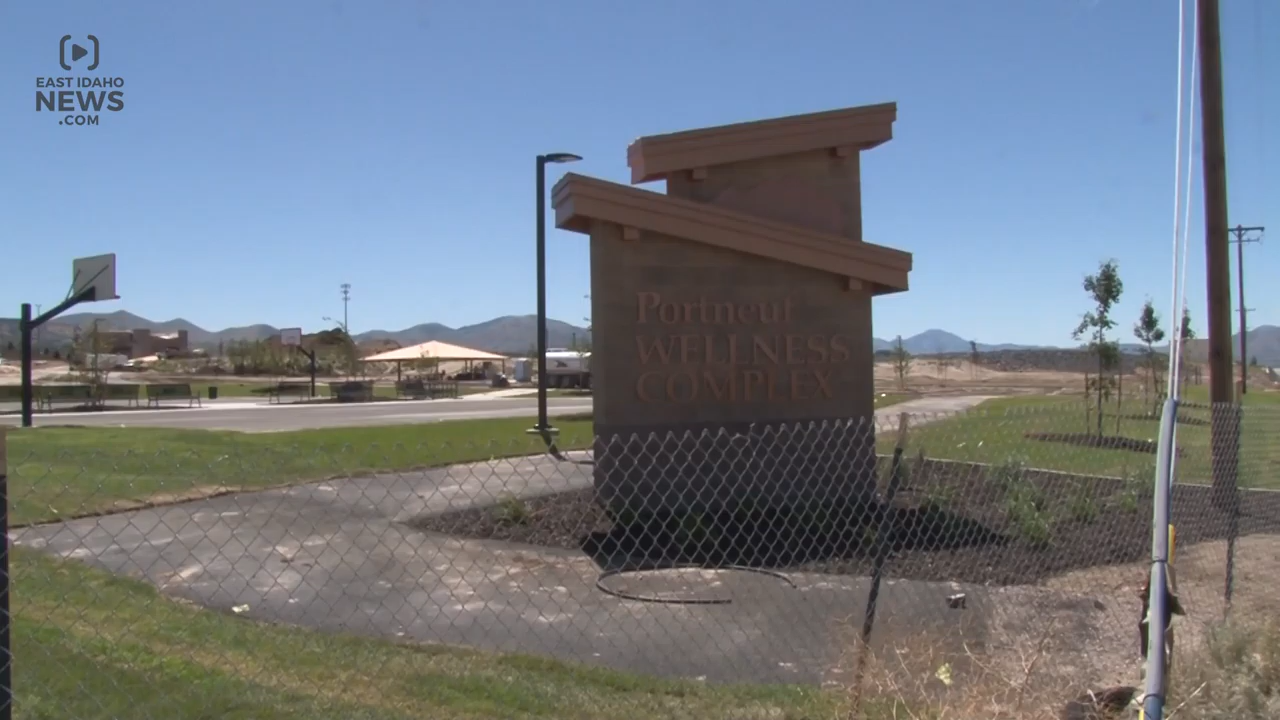 EAST IDAHO
NEWS
.COM
Portneuf
WELLNESS
COMPLEX